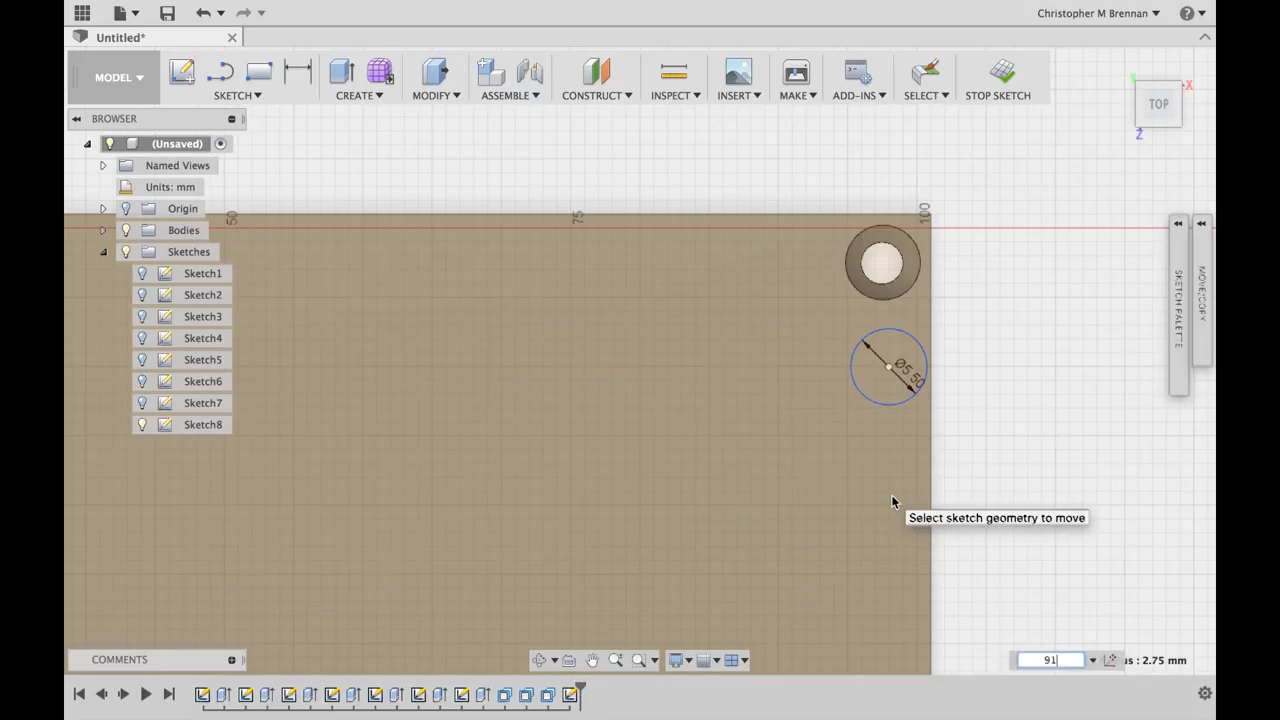 Christopher M Brennan
Untitled*
MODEL
SKETCH
CREATE
MODIFY
ASSEMBLE
CONSTRUCT
INSPECT
INSERT
MAKE
ADD-INS
SELECT
STOP SKETCH
TOP
X
Y
Z
BROWSER
(Unsaved)
Named Views
Units: mm
Origin
Bodies
Sketches
Sketch1
Sketch2
Sketch3
Sketch4
Sketch5
Sketch6
Sketch7
Sketch8
50
75
100
Ø5.50
SKETCH PALETTE
MOVE/COPY
Select sketch geometry to move
COMMENTS
91
us : 2.75 mm